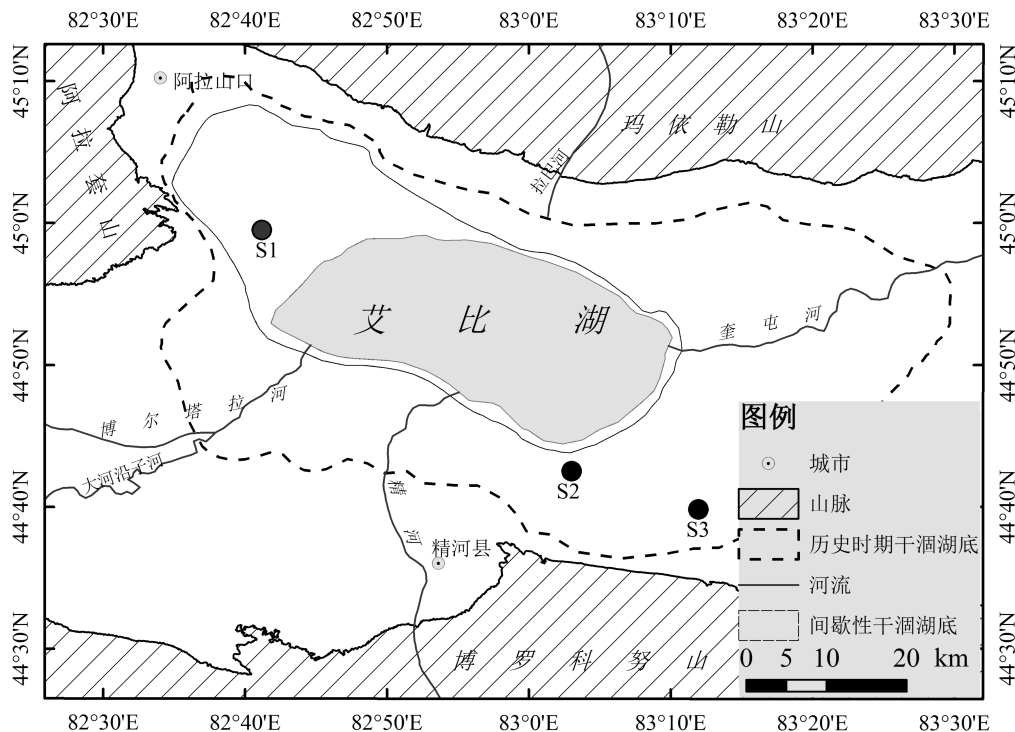 82°30'E 82°40'E 82°50'E 83°0'E 83°10'E 83°20'E 83°30'E
45°10'N
45°0'N
44°50'N
44°40'N
44°30'N
阿拉山口
阿拉套山
玛依勒山
拉巴河
S1
艾比湖
奎屯河
博尔塔拉河
大河沿子河
精河
精河县
S2
S3
博罗科努山
图例
城市
山脉
历史时期干涸湖底
河流
间歇性干涸湖底
0 5 10 20 km
45°10'N
45°0'N
44°50'N
44°40'N
44°30'N
82°30'E 82°40'E 82°50'E 83°0'E 83°10'E 83°20'E 83°30'E